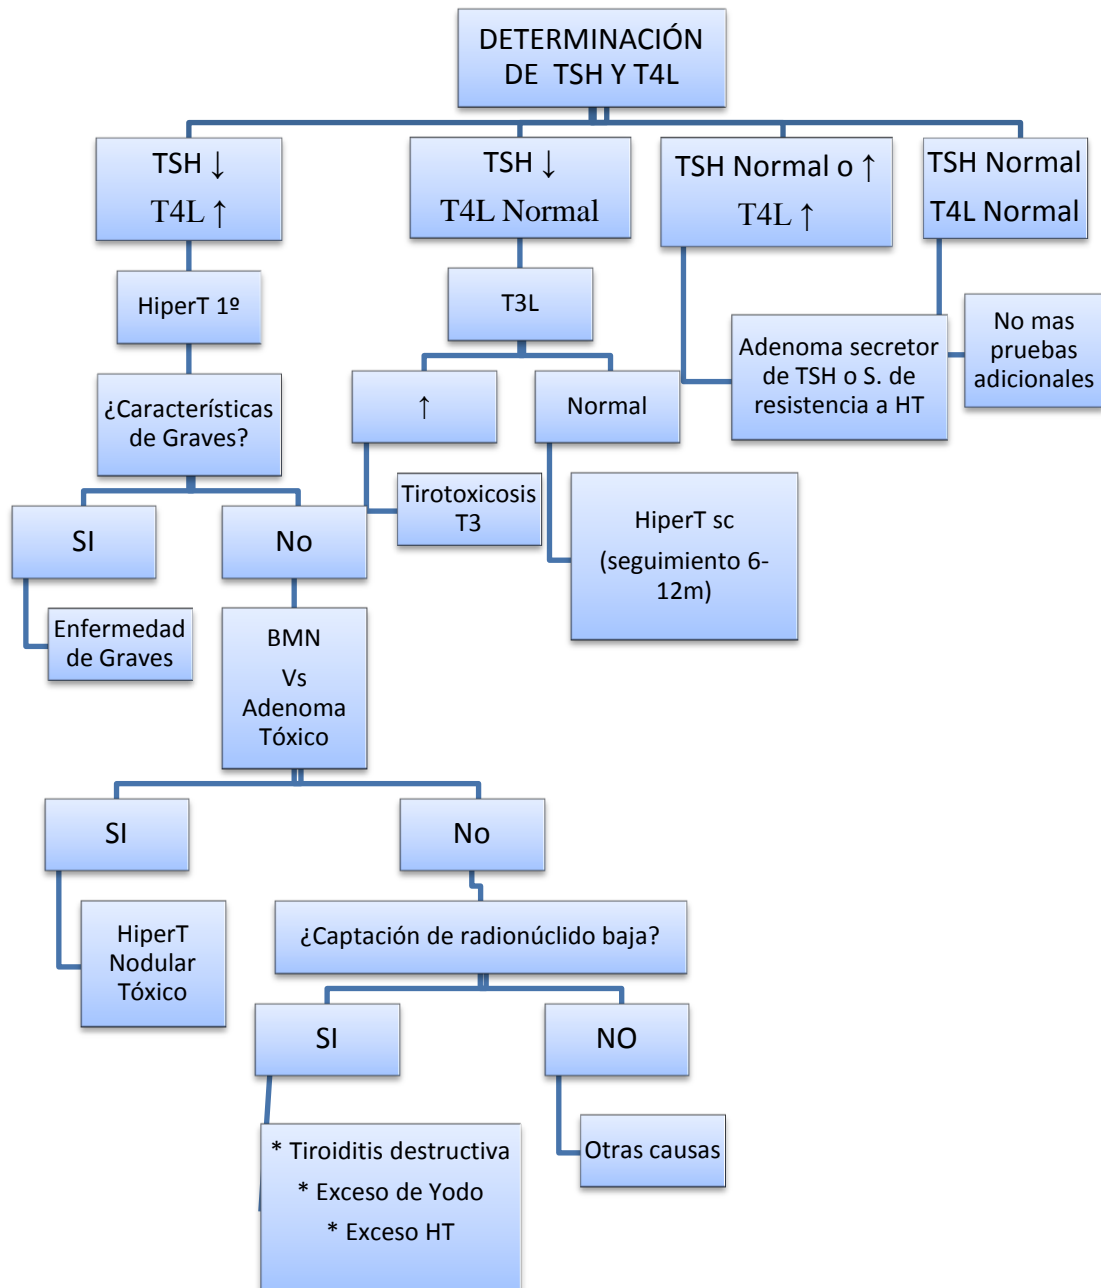 DETERMINACIÓN
DE TSH Y T4L
TSH ↓
T4L ↑
TSH ↓
T4L Normal
TSH Normal o ↑
T4L ↑
TSH Normal
T4L Normal
HiperT 1º
T3L
Adenoma secretor
de TSH o S. de
resistencia a HT
No mas
pruebas
adicionales
¿Características
de Graves?
↑
Normal
SI
No
Tirotoxicosis
T3
HiperT sc
(seguimiento 6-
12m)
Enfermedad
de Graves
BMN
Vs
Adenoma
Tóxico
SI
No
HiperT
Nodular
Tóxico
¿Captación de radionúclido baja?
SI
NO
* Tiroiditis destructiva
* Exceso de Yodo
* Exceso HT
Otras causas